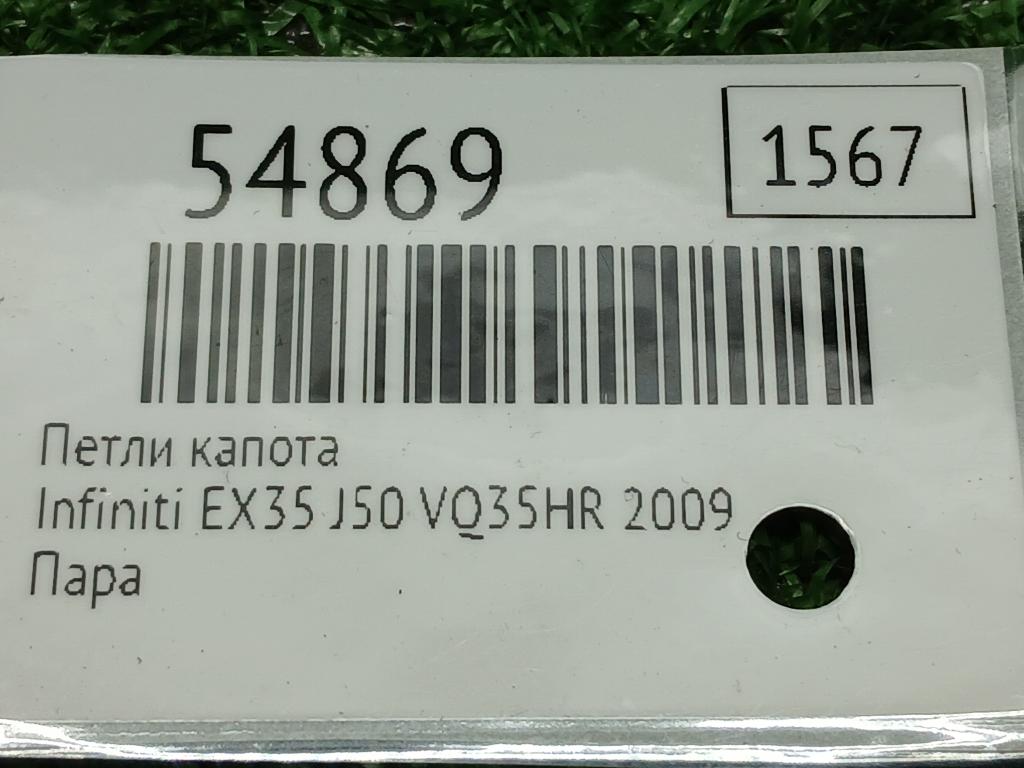 54869
1567
Петли капота
Infiniti EX35 J50 VQ35HR 2009
Пара